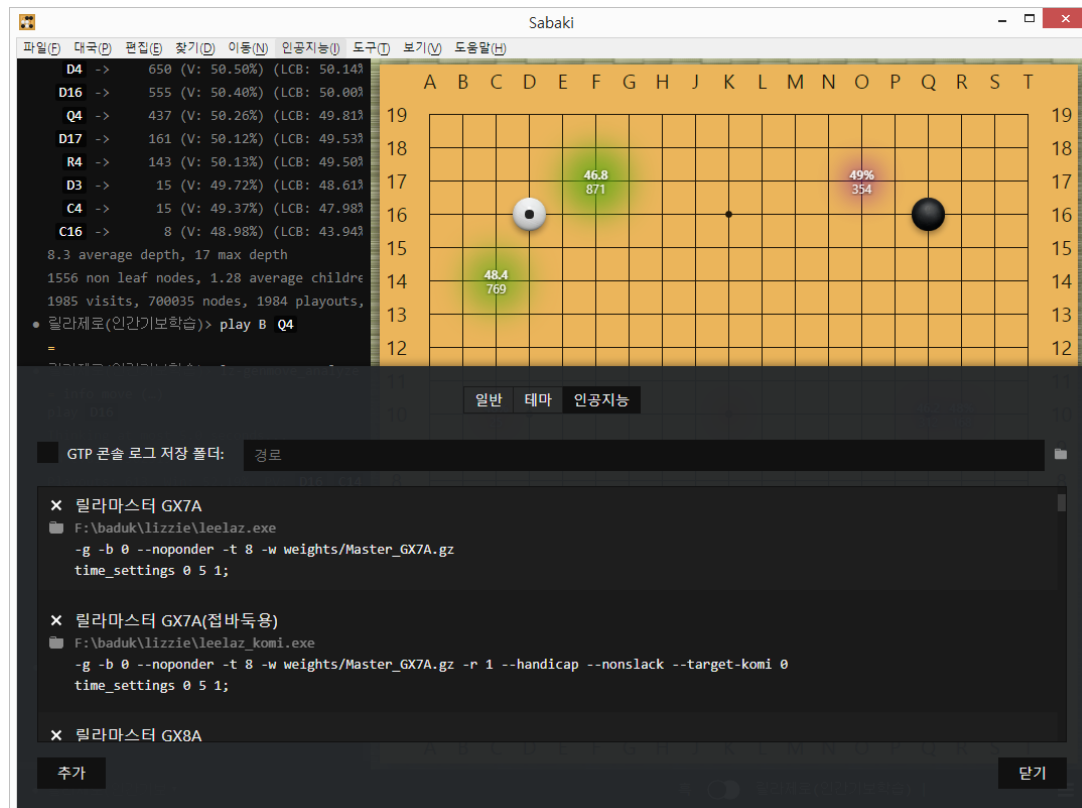 Sabaki
파일(F) 대국(P) 편집(E) 찾기(D) 이동(N) 인공지능(I) 도구(T) 보기(V) 도움말(H)
D4 -> 650 (V: 50.50%) (LCB: 50.14%
D16 -> 555 (V: 50.40%) (LCB: 50.00%
Q4 -> 437 (V: 50.26%) (LCB: 49.81%
D17 -> 161 (V: 50.12%) (LCB: 49.53%
R4 -> 143 (V: 50.13%) (LCB: 49.50%
D3 -> 15 (V: 49.72%) (LCB: 48.61%
C4 -> 15 (V: 49.37%) (LCB: 47.98%
C16 -> 8 (V: 48.98%) (LCB: 43.94%
8.3 average depth, 17 max depth
1556 non leaf nodes, 1.28 average childre
1985 visits, 700035 nodes, 1984 playouts,
릴라제로(인간기보학습)> play B Q4
=
A B C D E F G H J K L M N O P Q R S T
19 19
18 18
17 46.8 49% 17
871 354
16 16
15 15
14 48.4 14
769
13 13
12 12
일반 테마 인공지능
GTP 콘솔 로그 저장 폴더: 경로
릴라마스터 GX7A
F:\baduk\lizzie\leelaz.exe
-g -b 0 --noponder -t 8 -w weights/Master_GX7A.gz
time_settings 0 5 1;
릴라마스터 GX7A(접바둑용)
F:\baduk\lizzie\leelaz_komi.exe
-g -b 0 --noponder -t 8 -w weights/Master_GX7A.gz -r 1 --handicap --nonslack --target-komi 0
time_settings 0 5 1;
릴라마스터 GX8A
추가 닫기